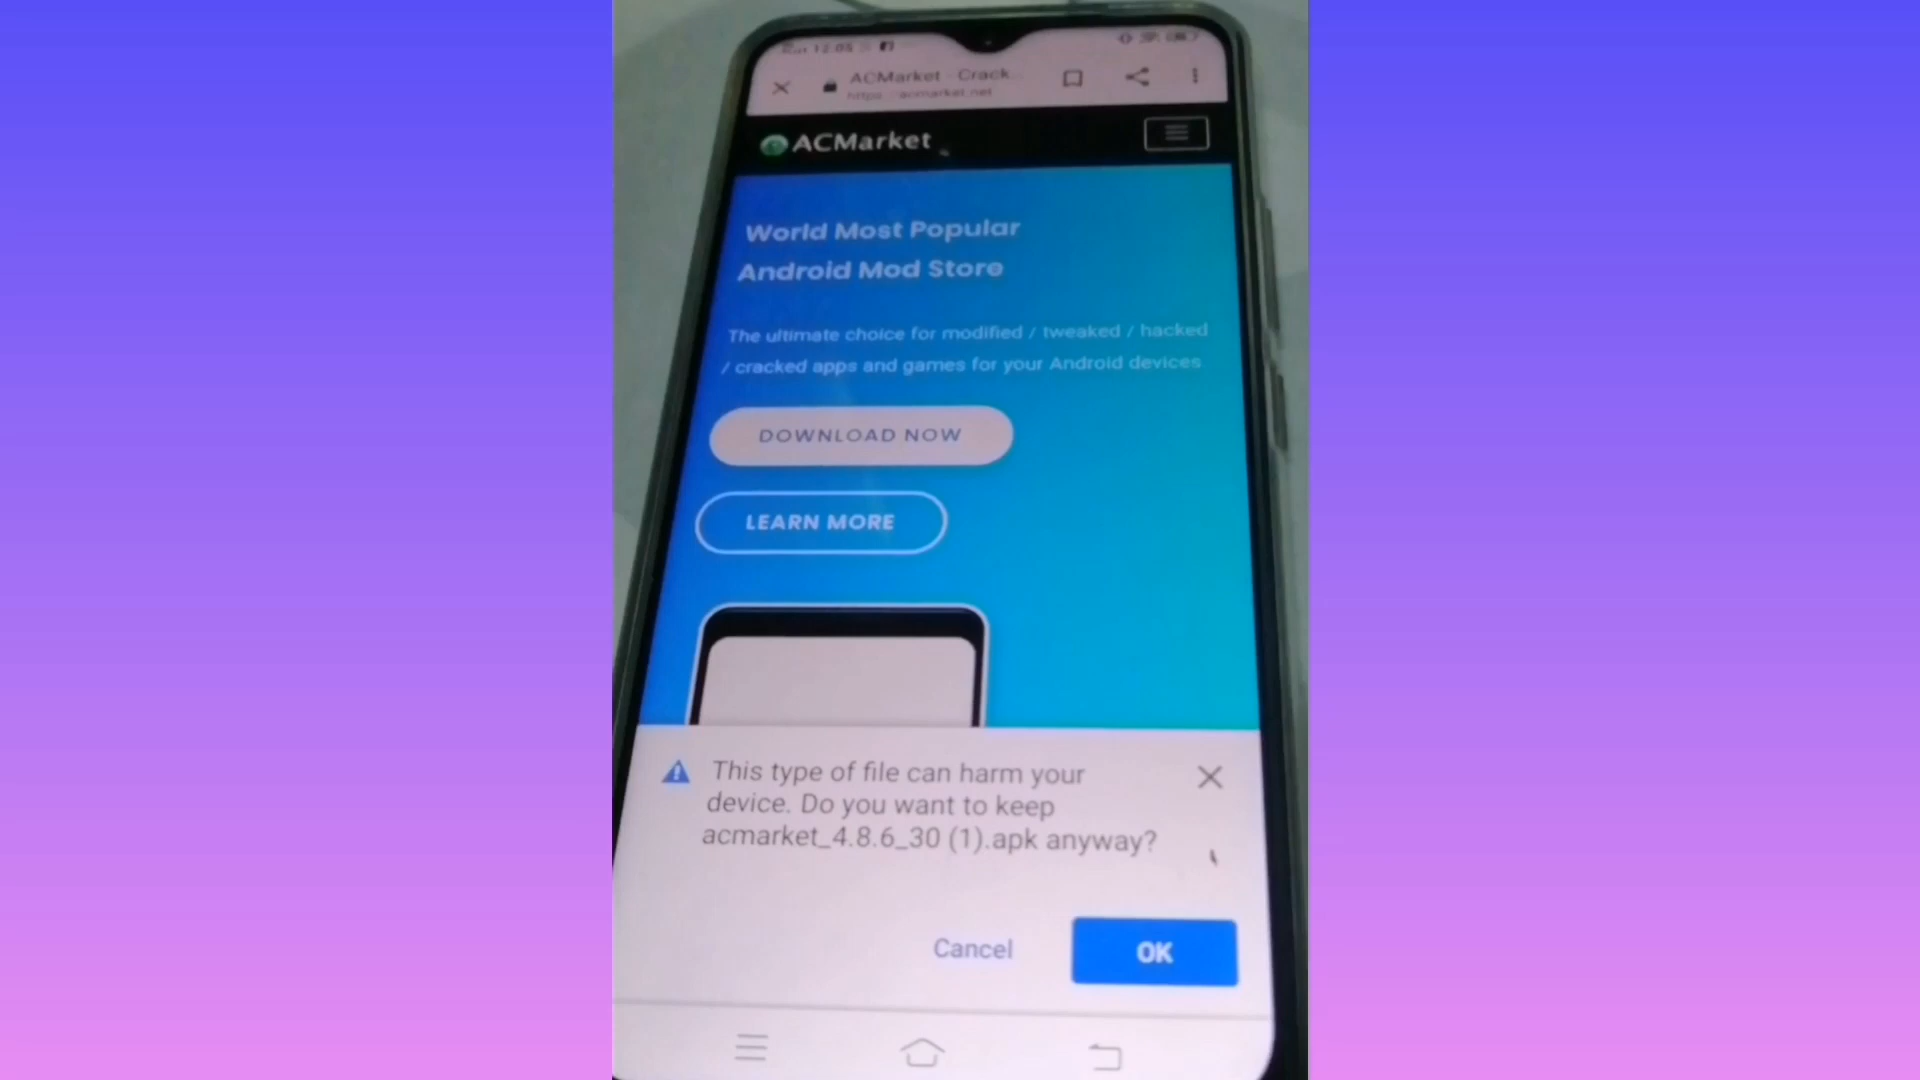 12:05
ACMarket - Crack...
https://acmarket.net
ACMarket
World Most Popular
Android Mod Store
The ultimate choice for modified / tweaked / hacked
/ cracked apps and games for your Android devices
DOWNLOAD NOW
LEARN MORE
This type of file can harm your
device. Do you want to keep
acmarket_4.8.6_30 (1).apk anyway?
Cancel
OK